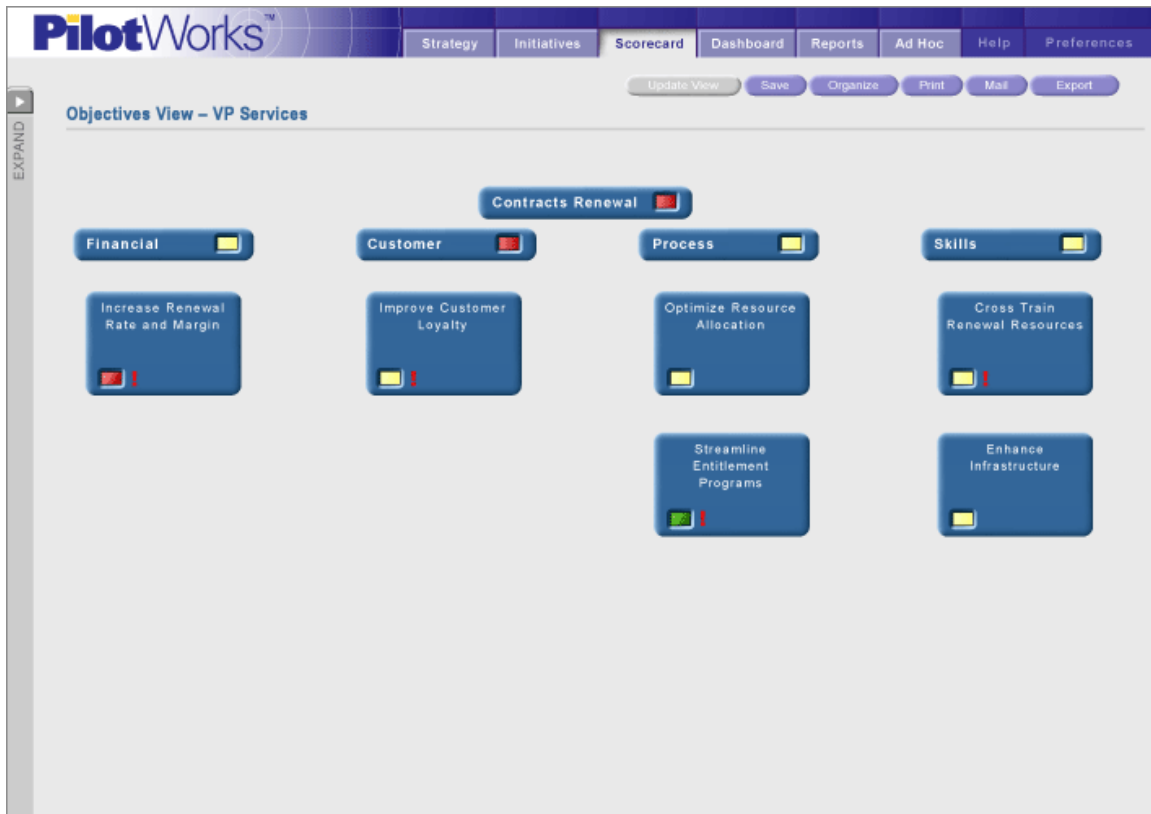 PilotWorks™
Strategy Initiatives Scorecard Dashboard Reports Ad Hoc Help Preferences
Update View Save Organize Print Mail Export
EXPAND
Objectives View – VP Services
Contracts Renewal
Financial Customer Process Skills
Increase Renewal
Rate and Margin
!
Improve Customer
Loyalty
!
Optimize Resource
Allocation
Cross Train
Renewal Resources
!
Streamline
Entitlement
Programs
!
Enhance
Infrastructure